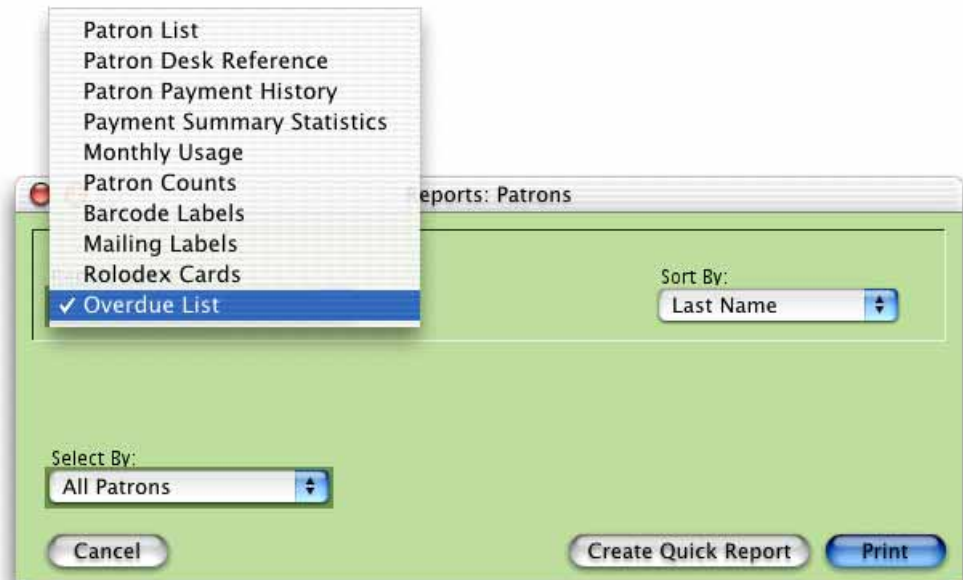 Patron List
Patron Desk Reference
Patron Payment History
Payment Summary Statistics
Monthly Usage
Patron Counts
Barcode Labels
Mailing Labels
Rolodex Cards
✓ Overdue List
eports: Patrons
Sort By:
Last Name
Select By:
All Patrons
Cancel
Create Quick Report
Print